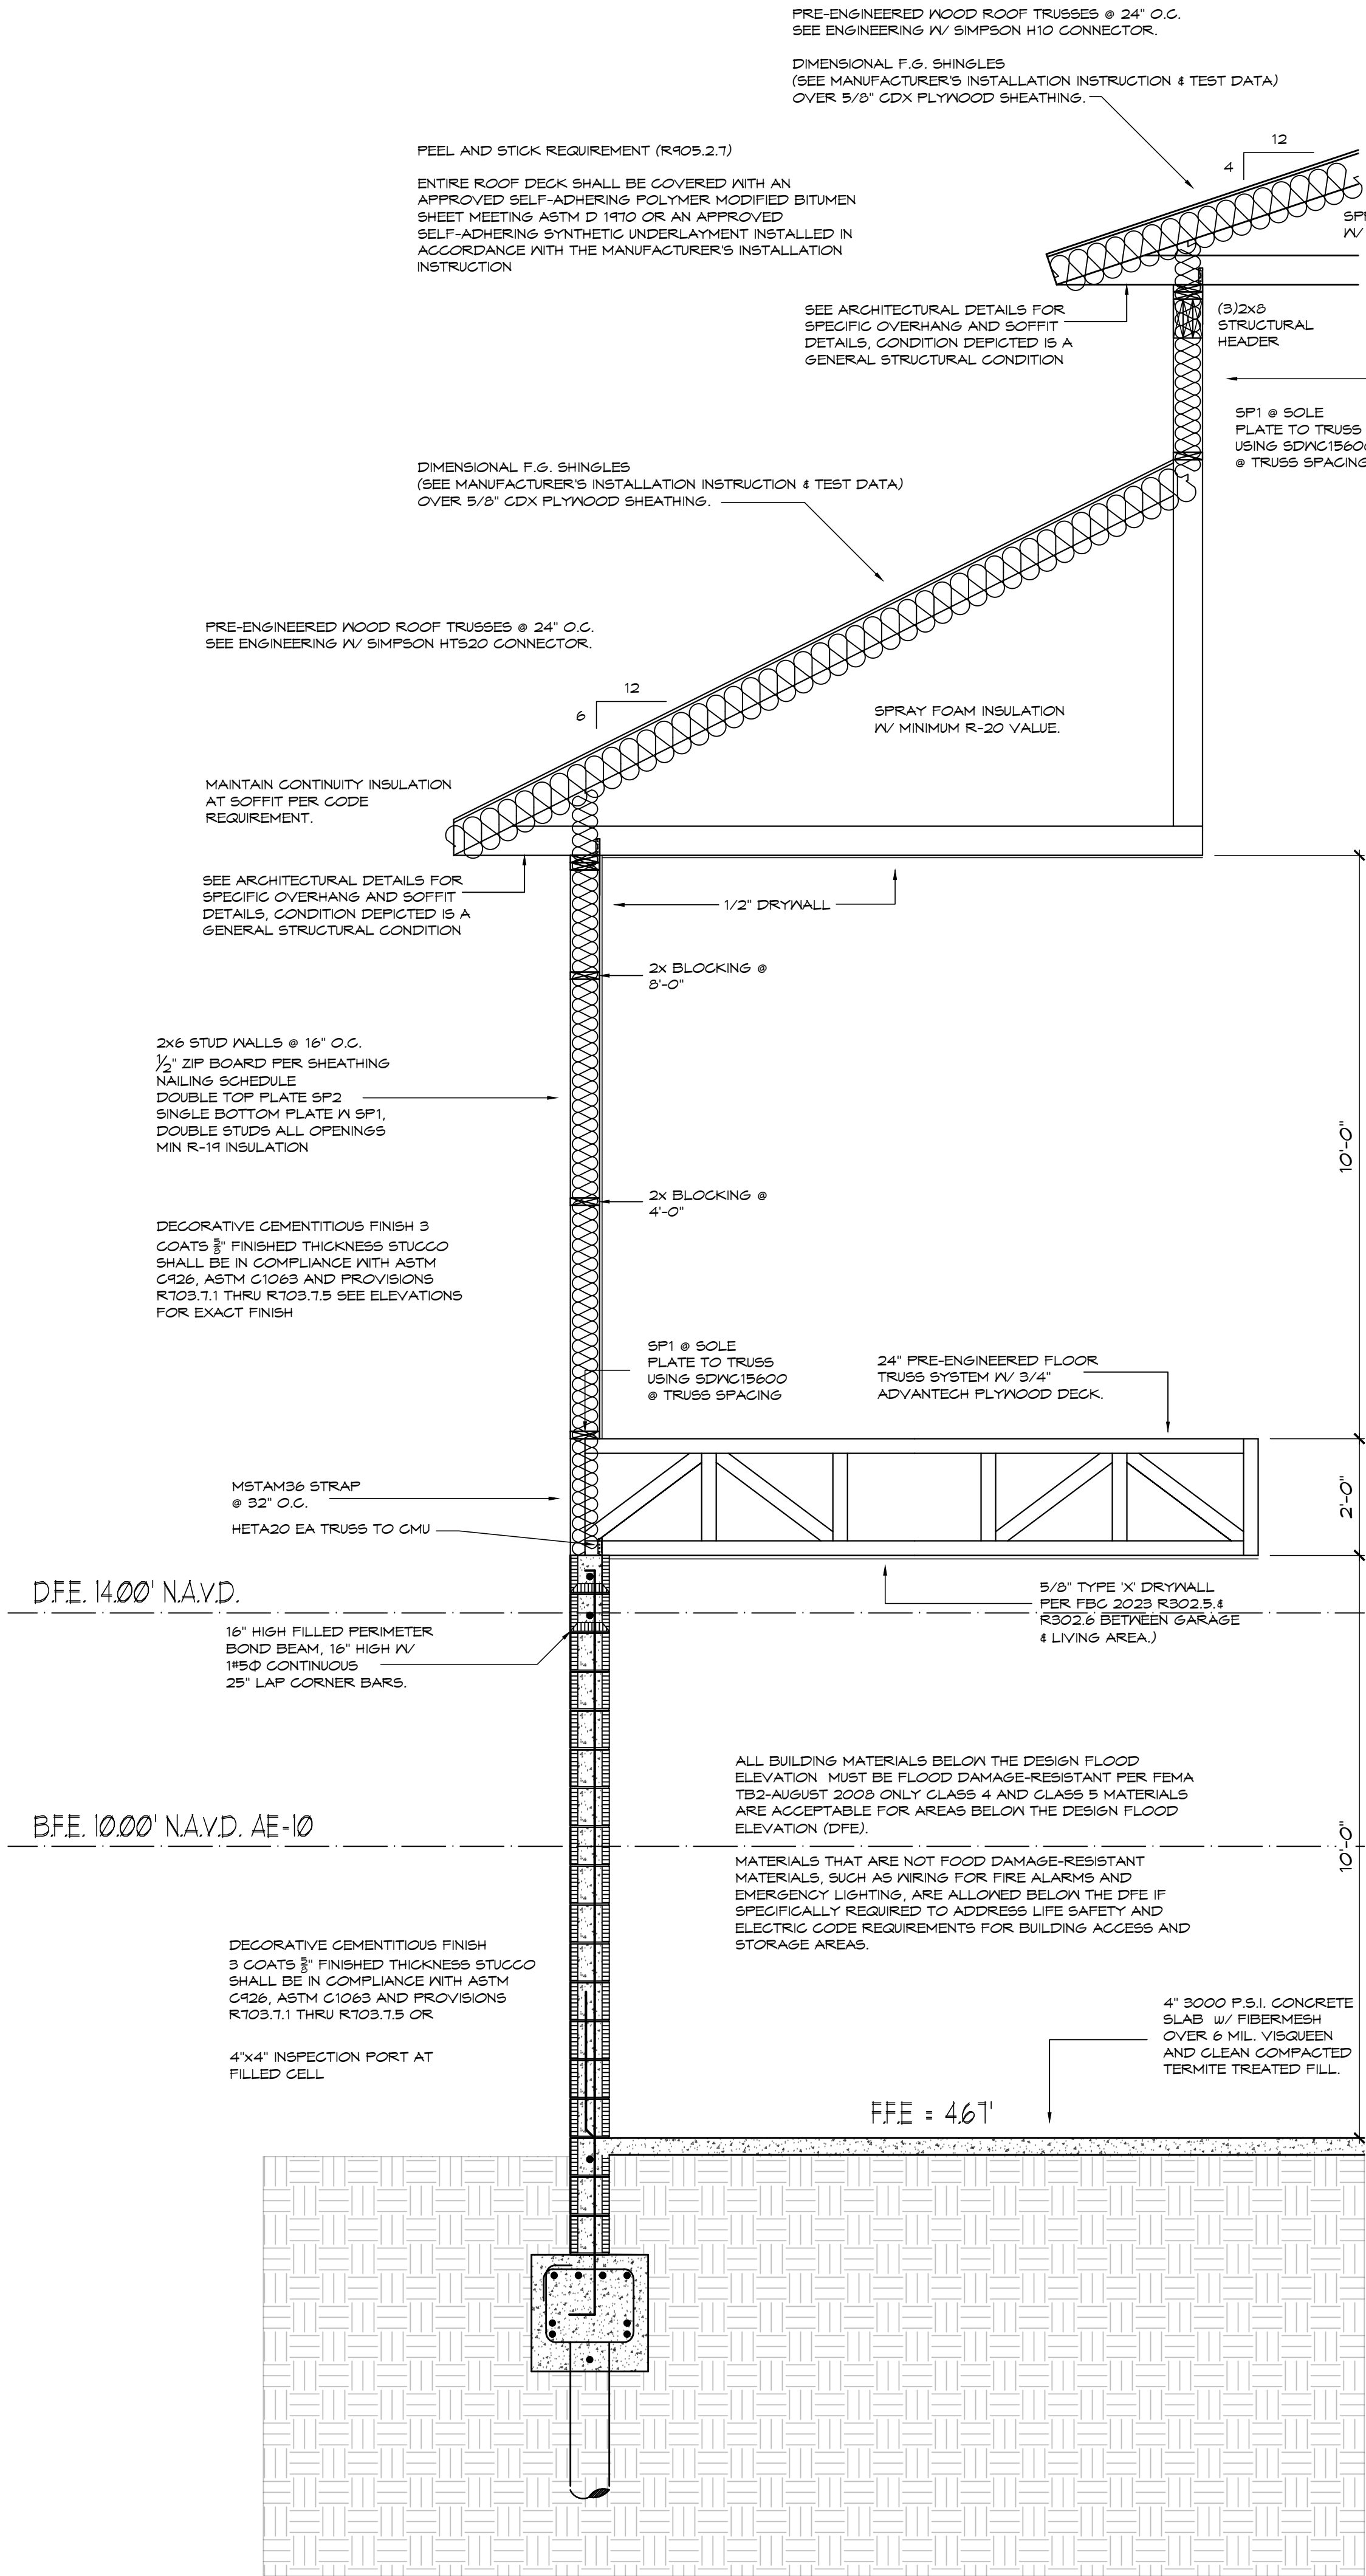 PRE-ENGINEERED WOOD ROOF TRUSSES @ 24" O.C.
SEE ENGINEERING W/ SIMPSON H10 CONNECTOR.
DIMENSIONAL F.G. SHINGLES
(SEE MANUFACTURER'S INSTALLATION INSTRUCTION & TEST DATA)
OVER 5/8" CDX PLYWOOD SHEATHING.
12
4
PEEL AND STICK REQUIREMENT (R905.2.7)
ENTIRE ROOF DECK SHALL BE COVERED WITH AN
APPROVED SELF-ADHERING POLYMER MODIFIED BITUMEN
SHEET MEETING ASTM D 1970 OR AN APPROVED
SELF-ADHERING SYNTHETIC UNDERLAYMENT INSTALLED IN
ACCORDANCE WITH THE MANUFACTURER'S INSTALLATION
INSTRUCTION
W/
SEE ARCHITECTURAL DETAILS FOR
SPECIFIC OVERHANG AND SOFFIT
DETAILS, CONDITION DEPICTED IS A
GENERAL STRUCTURAL CONDITION
(3)2x8
STRUCTURAL
HEADER
SP1 @ SOLE
PLATE TO TRUSS
USING SDWC1560
@ TRUSS SPACING
DIMENSIONAL F.G. SHINGLES
(SEE MANUFACTURER'S INSTALLATION INSTRUCTION & TEST DATA)
OVER 5/8" CDX PLYWOOD SHEATHING.
PRE-ENGINEERED WOOD ROOF TRUSSES @ 24" O.C.
SEE ENGINEERING W/ SIMPSON HTS20 CONNECTOR.
12
6
SPRAY FOAM INSULATION
W/ MINIMUM R-20 VALUE.
MAINTAIN CONTINUITY INSULATION
AT SOFFIT PER CODE
REQUIREMENT.
SEE ARCHITECTURAL DETAILS FOR
SPECIFIC OVERHANG AND SOFFIT
DETAILS, CONDITION DEPICTED IS A
GENERAL STRUCTURAL CONDITION
1/2" DRYWALL
2x BLOCKING @
8'-0"
2x6 STUD WALLS @ 16" O.C.
1/2" ZIP BOARD PER SHEATHING
NAILING SCHEDULE
DOUBLE TOP PLATE SP2
SINGLE BOTTOM PLATE W SP1,
DOUBLE STUDS ALL OPENINGS
MIN R-19 INSULATION
10'-0"
2x BLOCKING @
4'-0"
DECORATIVE CEMENTITIOUS FINISH 3
COATS 5/8" FINISHED THICKNESS STUCCO
SHALL BE IN COMPLIANCE WITH ASTM
C926, ASTM C1063 AND PROVISIONS
R703.7.1 THRU R703.7.5 SEE ELEVATIONS
FOR EXACT FINISH
SP1 @ SOLE
PLATE TO TRUSS
USING SDWC15600
@ TRUSS SPACING
24" PRE-ENGINEERED FLOOR
TRUSS SYSTEM W/ 3/4"
ADVANTECH PLYWOOD DECK.
MSTAM36 STRAP
@ 32" O.C.
HETA20 EA TRUSS TO CMU
2'-0"
D.F.E. 14.00' N.A.V.D.
5/8" TYPE 'X' DRYWALL
PER FBC 2023 R302.5.&
R302.6 BETWEEN GARAGE
& LIVING AREA.)
16" HIGH FILLED PERIMETER
BOND BEAM, 16" HIGH W/
1#5Φ CONTINUOUS
25" LAP CORNER BARS.
ALL BUILDING MATERIALS BELOW THE DESIGN FLOOD
ELEVATION MUST BE FLOOD DAMAGE-RESISTANT PER FEMA
TB2-AUGUST 2008 ONLY CLASS 4 AND CLASS 5 MATERIALS
ARE ACCEPTABLE FOR AREAS BELOW THE DESIGN FLOOD
ELEVATION (DFE).
B.F.E. 10.00' N.A.V.D. AE-10
10'-0"
MATERIALS THAT ARE NOT FOOD DAMAGE-RESISTANT
MATERIALS, SUCH AS WIRING FOR FIRE ALARMS AND
EMERGENCY LIGHTING, ARE ALLOWED BELOW THE DFE IF
SPECIFICALLY REQUIRED TO ADDRESS LIFE SAFETY AND
ELECTRIC CODE REQUIREMENTS FOR BUILDING ACCESS AND
STORAGE AREAS.
DECORATIVE CEMENTITIOUS FINISH
3 COATS 5/8" FINISHED THICKNESS STUCCO
SHALL BE IN COMPLIANCE WITH ASTM
C926, ASTM C1063 AND PROVISIONS
R703.7.1 THRU R703.7.5 OR
4"x4" INSPECTION PORT AT
FILLED CELL
4" 3000 P.S.I. CONCRETE
SLAB W/ FIBERMESH
OVER 6 MIL. VISQUEEN
AND CLEAN COMPACTED
TERMITE TREATED FILL.
F.F.E = 4.67'